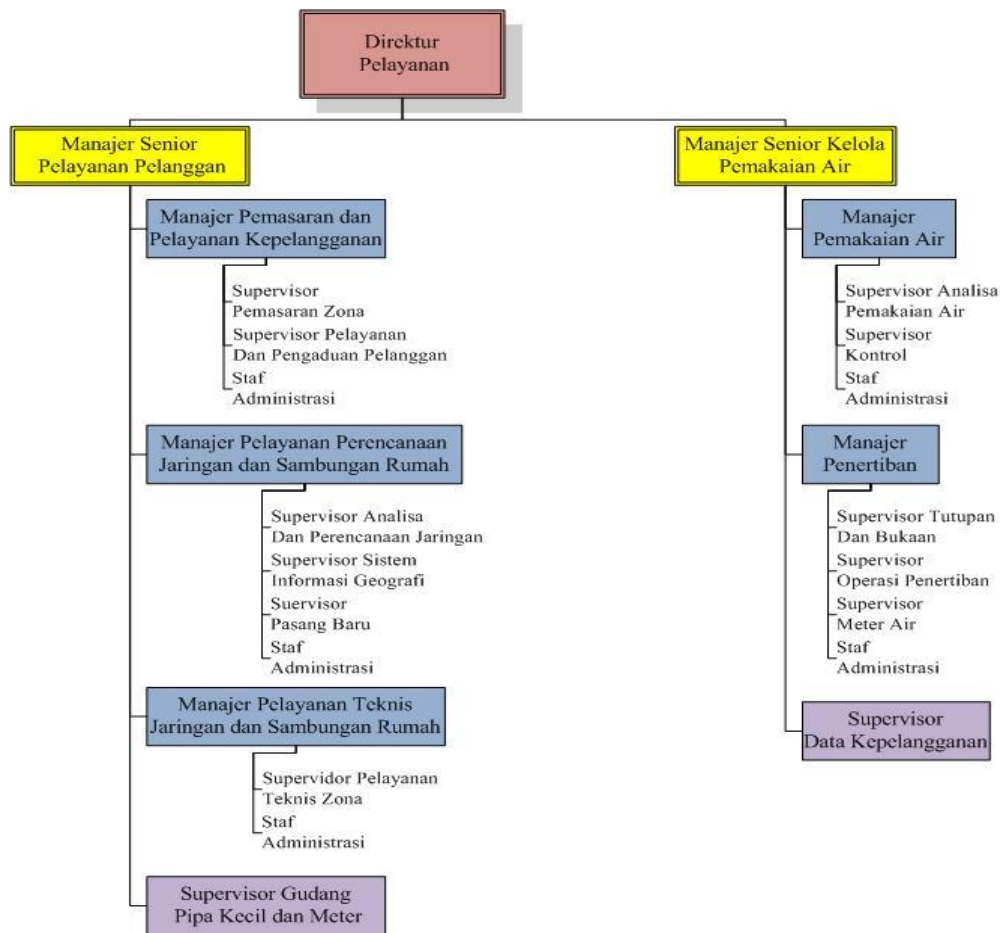 Direktur
Pelayanan
Manajer Senior
Pelayanan Pelanggan
Manajer Pemasaran dan
Pelayanan Kepelangganan
Supervisor
Pemasaran Zona
Supervisor Pelayanan
Dan Pengaduan Pelanggan
Staf
Administrasi
Manajer Pelayanan Perencanaan
Jaringan dan Sambungan Rumah
Supervisor Analisa
Dan Perencanaan Jaringan
Supervisor Sistem
Informasi Geografi
Suervisor
Pasang Baru
Staf
Administrasi
Manajer Pelayanan Teknis
Jaringan dan Sambungan Rumah
Supervidor Pelayanan
Teknis Zona
Staf
Administrasi
Supervisor Gudang
Pipa Kecil dan Meter
Manajer Senior Kelola
Pemakaian Air
Manajer
Pemakaian Air
Supervisor Analisa
Pemakaian Air
Supervisor
Kontrol
Staf
Administrasi
Manajer
Penertiban
Supervisor Tutupan
Dan Bukaan
Supervisor
Operasi Penertiban
Supervisor
Meter Air
Staf
Administrasi
Supervisor
Data Kepelangganan